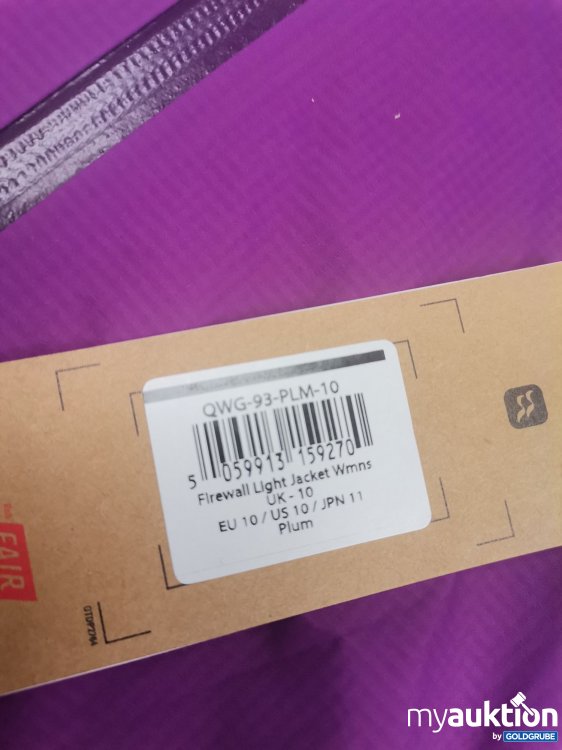 QWG-93-PLM-10
5 059913 159270
Firewall Light Jacket Wmns
UK - 10
EU 10 / US 10 / JPN 11
Plum
FAIR
myauktion
by GOLDGRUBE